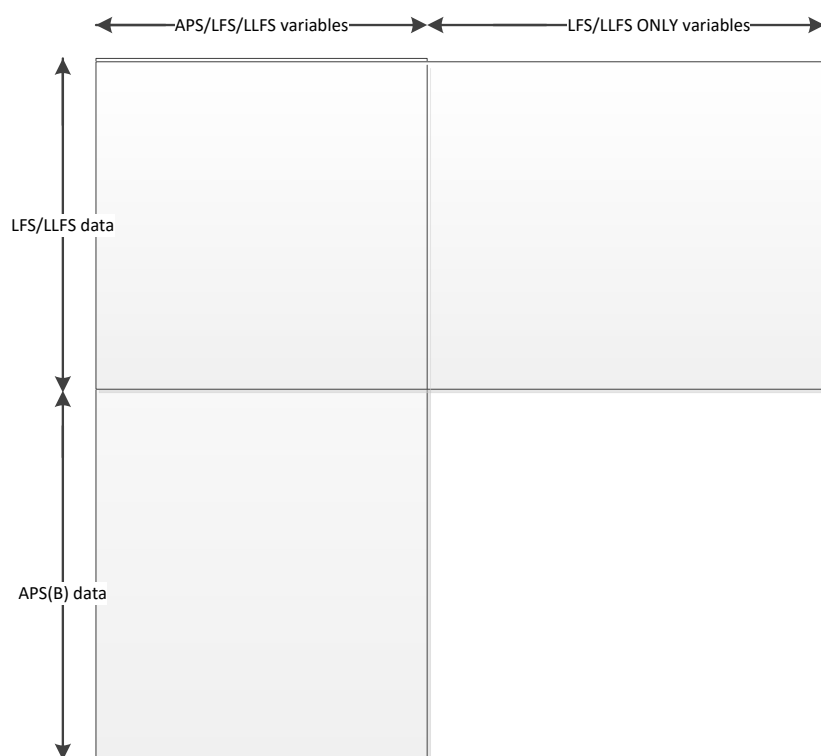 APS/LFS/LLFS variables
LFS/LLFS ONLY variables
LFS/LLFS data
APS(B) data